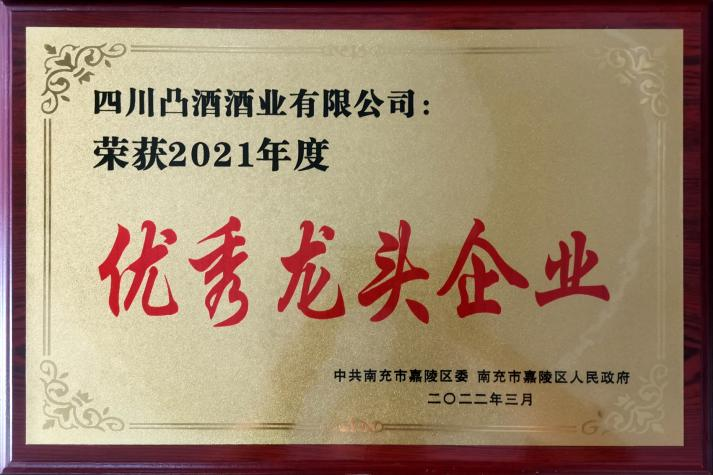 四川凸酒酒业有限公司：
荣获2021年度
优秀龙头企业
中共南充市嘉陵区委 南充市嘉陵区人民政府
二〇二二年三月